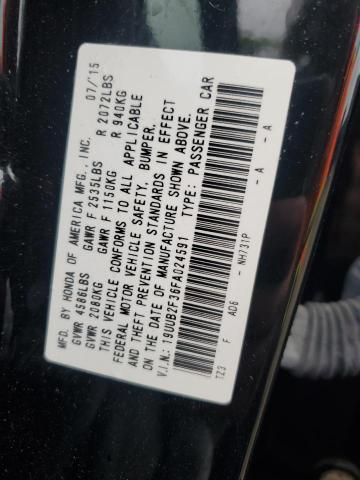 MFD. BY HONDA OF AMERICA MFG., INC. 07/15
GVWR 4586LBS GAWR F 2535LBS R 2072LBS
GVWR 2080KG GAWR F 1150KG R 940KG
THIS VEHICLE CONFORMS TO ALL APPLICABLE
FEDERAL MOTOR VEHICLE SAFETY, BUMPER,
AND THEFT PREVENTION STANDARDS IN EFFECT
ON THE DATE OF MANUFACTURE SHOWN ABOVE.
V.I.N.: 19UUB2F36FA024591 TYPE: PASSENGER CAR
TZ3 F AD6 - NH731P - A - A